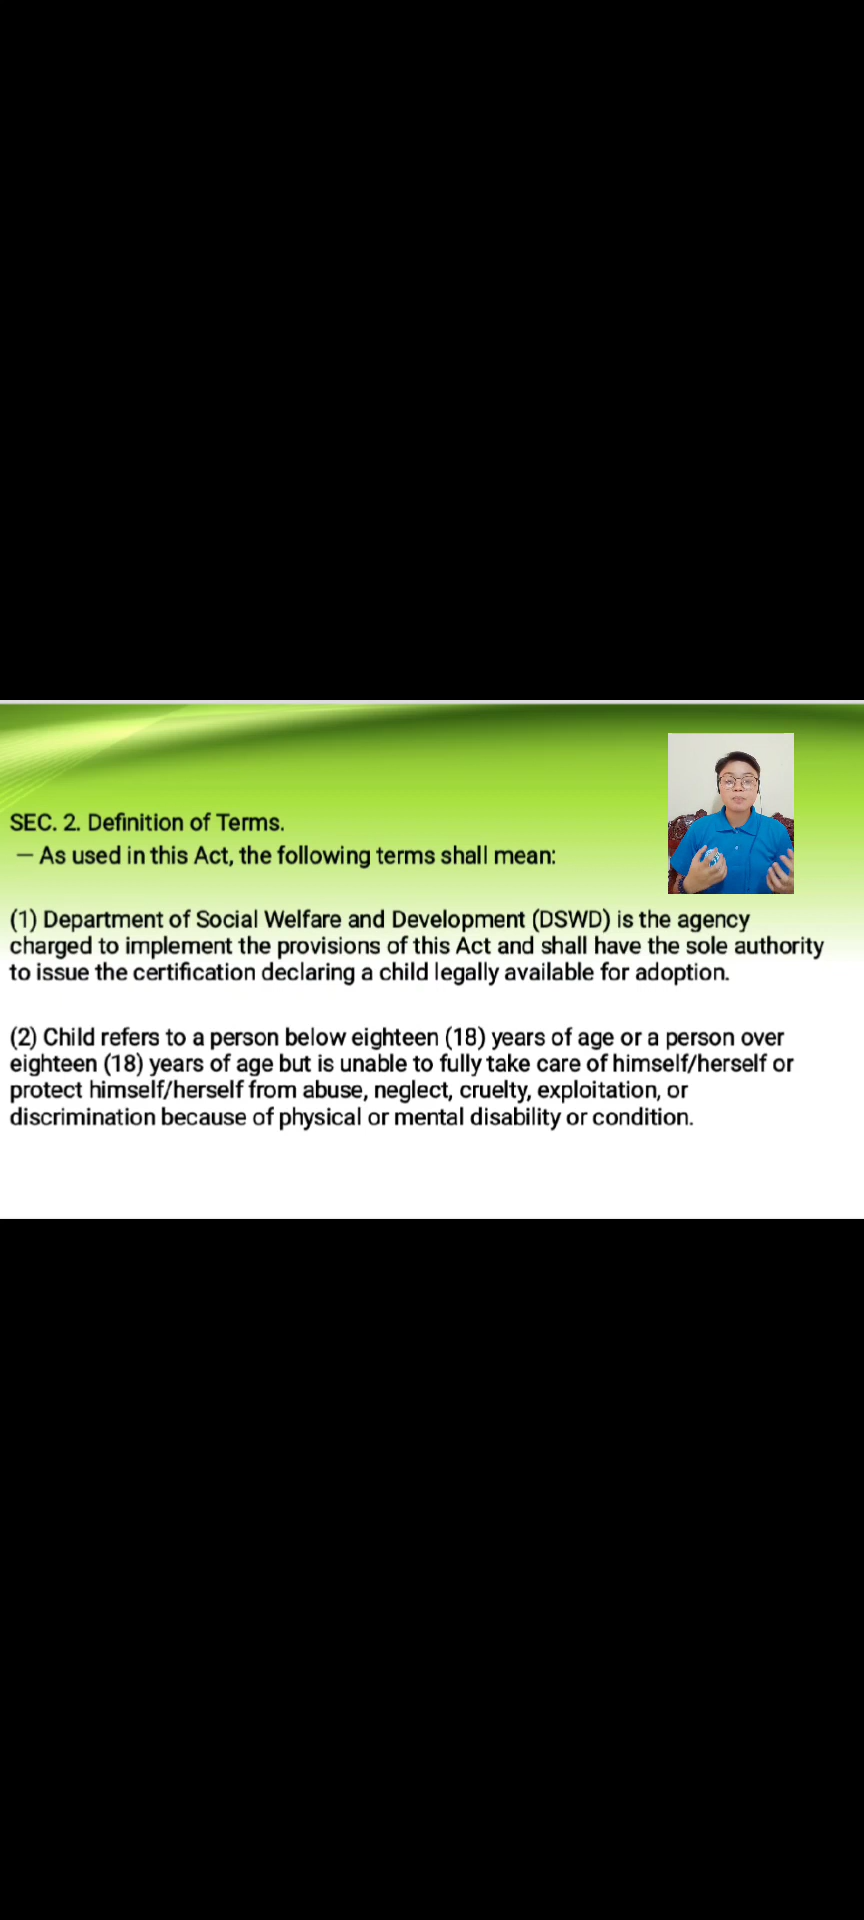 SEC. 2. Definition of Terms.
— As used in this Act, the following terms shall mean:
(1) Department of Social Welfare and Development (DSWD) is the agency
charged to implement the provisions of this Act and shall have the sole authority
to issue the certification declaring a child legally available for adoption.
(2) Child refers to a person below eighteen (18) years of age or a person over
eighteen (18) years of age but is unable to fully take care of himself/herself or
protect himself/herself from abuse, neglect, cruelty, exploitation, or
discrimination because of physical or mental disability or condition.